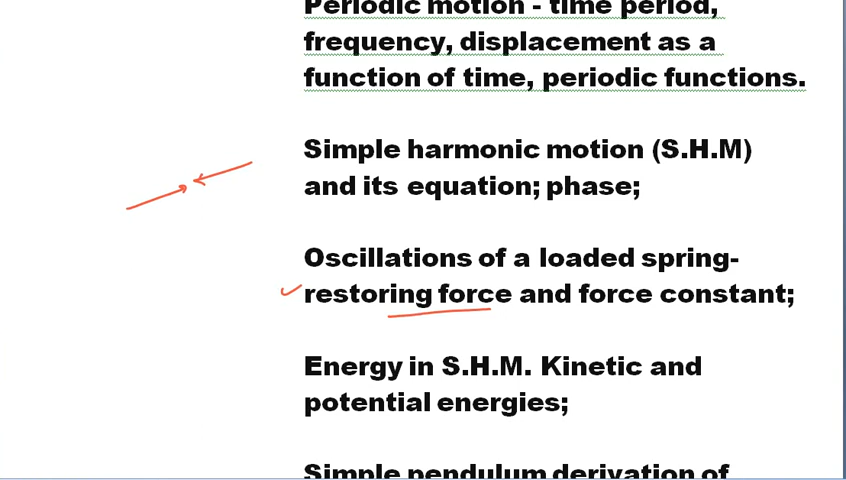 Periodic motion - time period,
frequency, displacement as a
function of time, periodic functions.
Simple harmonic motion (S.H.M)
and its equation; phase;
Oscillations of a loaded spring-
restoring force and force constant;
Energy in S.H.M. Kinetic and
potential energies;
Simple pendulum derivation of